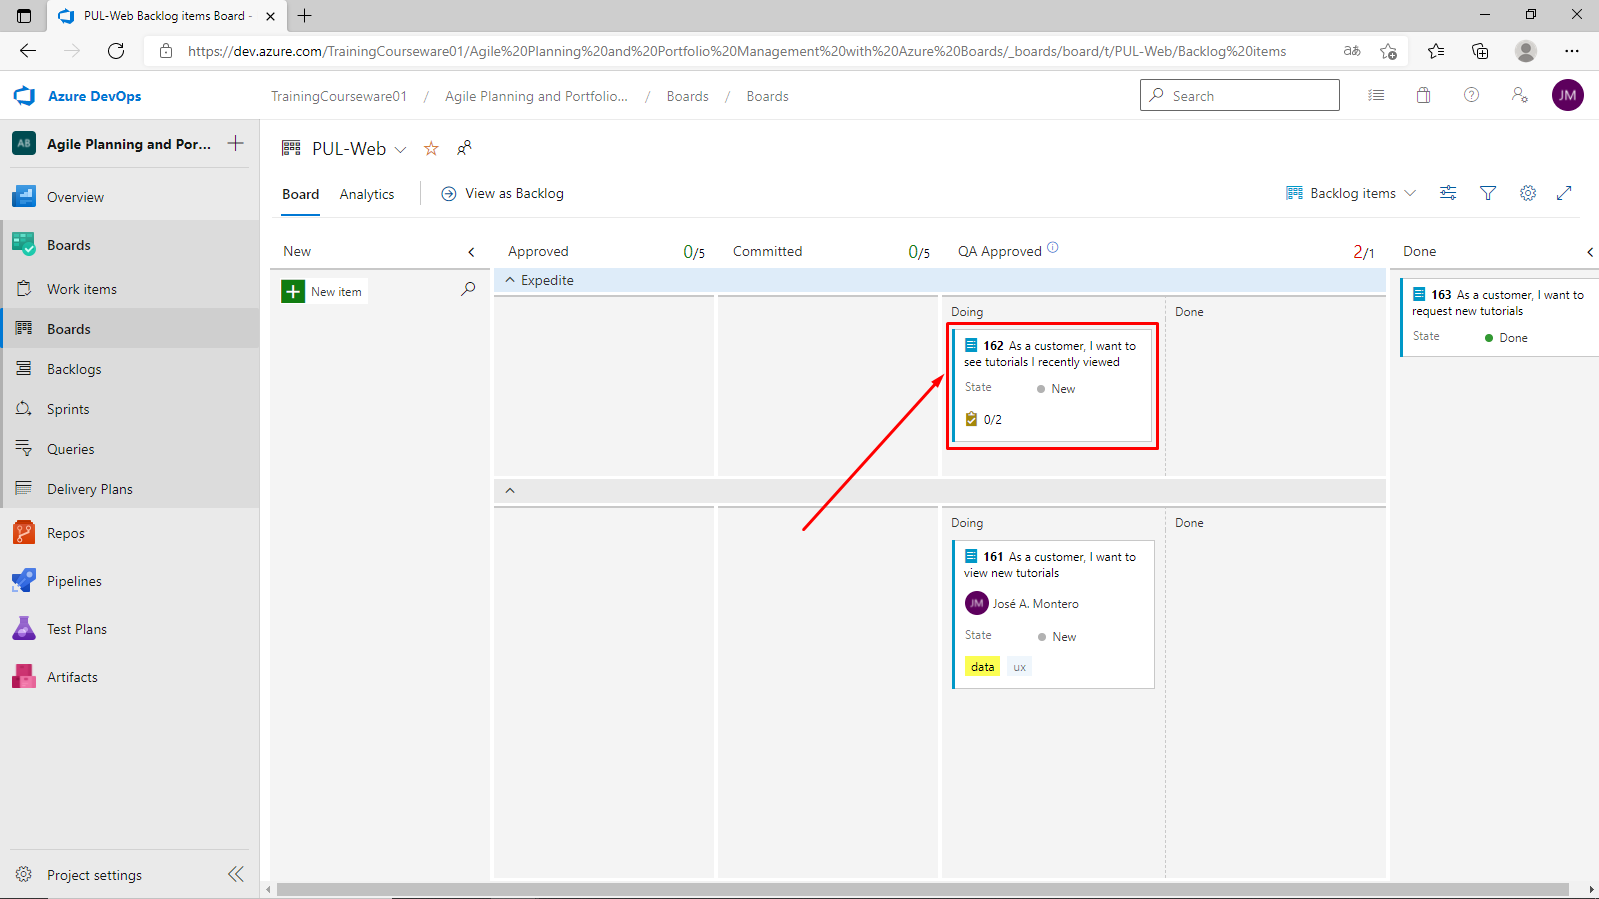 PUL-Web Backlog items Board -
https://dev.azure.com/TrainingCourseware01/Agile%20Planning%20and%20Portfolio%20Management%20with%20Azure%20Boards/_boards/board/t/PUL-Web/Backlog%20items
Azure DevOps
TrainingCourseware01 / Agile Planning and Portfolio... / Boards / Boards
Search
JM
AB Agile Planning and Por...
Overview
Boards
Work items
Boards
Backlogs
Sprints
Queries
Delivery Plans
Repos
Pipelines
Test Plans
Artifacts
Project settings
PUL-Web
Board Analytics View as Backlog
Backlog items
New
New item
Approved 0/5
Committed 0/5
QA Approved 2/1
Done
Expedite
Doing
Done
162 As a customer, I want to
see tutorials I recently viewed
State New
0/2
163 As a customer, I want to
request new tutorials
State Done
Doing
Done
161 As a customer, I want to
view new tutorials
JM José A. Montero
State New
data ux